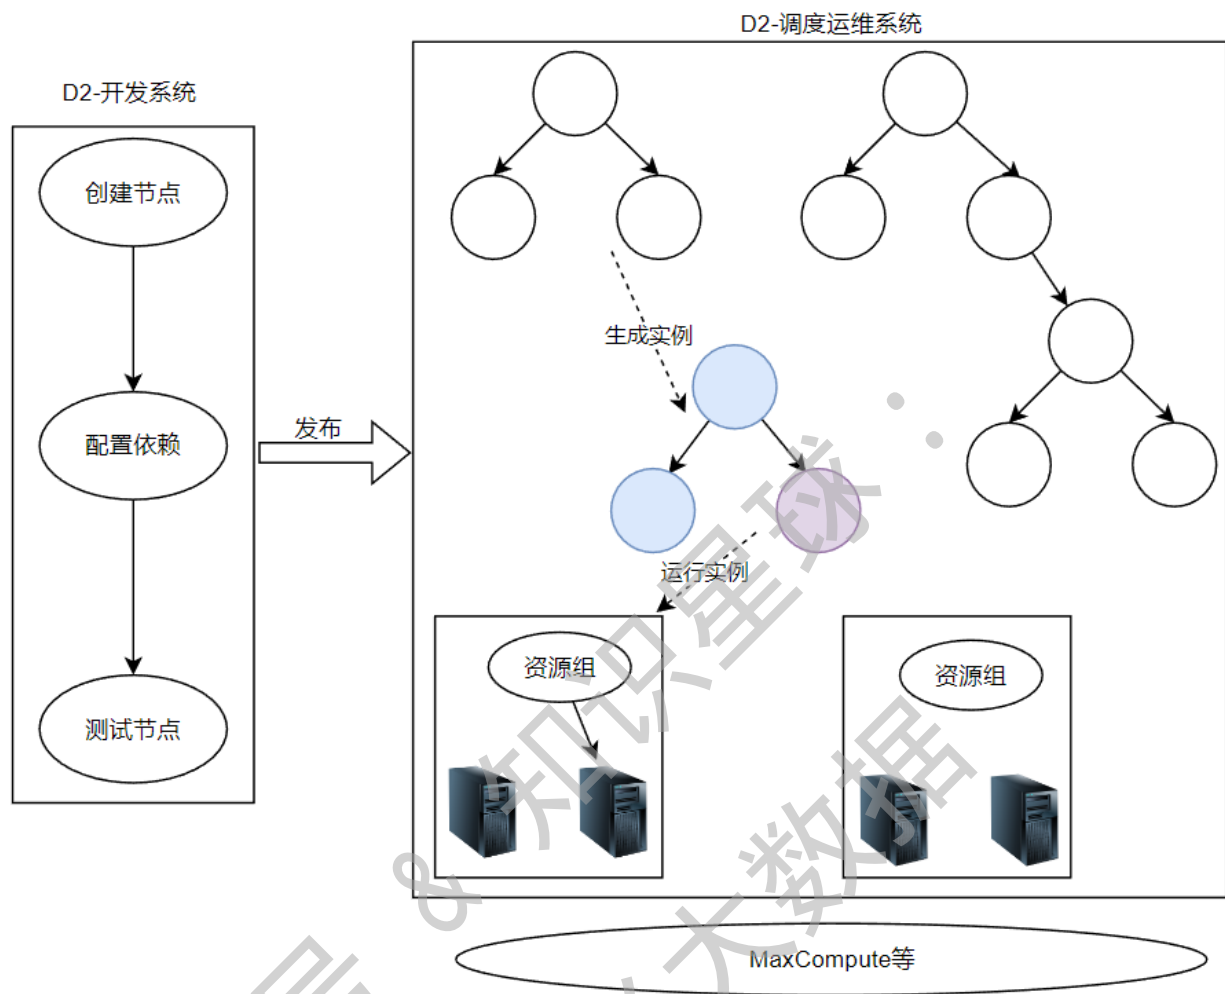 D2-调度运维系统
D2-开发系统
创建节点
配置依赖
测试节点
发布
生成实例
运行实例
资源组
资源组
MaxCompute等
& 知识星球：
大数据